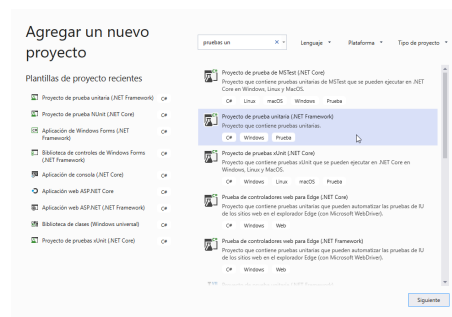 Agregar un nuevo
proyecto
pruebas un
Lenguaje
Plataforma
Tipo de proyecto
Plantillas de proyecto recientes
Proyecto de prueba unitaria (.NET Framework) C#
Proyecto de prueba NUnit (.NET Core) C#
Aplicación de Windows Forms (.NET
Framework) C#
Biblioteca de controles de Windows Forms
(.NET Framework) C#
Aplicación de consola (.NET Core) C#
Aplicación web ASP.NET Core C#
Aplicación web ASP.NET (.NET Framework) C#
Biblioteca de clases (Windows universal) C#
Proyecto de pruebas xUnit (.NET Core) C#
Proyecto de prueba de MSTest (.NET Core)
Proyecto que contiene pruebas unitarias de MSTest que se pueden ejecutar en .NET
Core en Windows, Linux y MacOS.
C# Linux macOS Windows Prueba
Proyecto de prueba unitaria (.NET Framework)
Proyecto que contiene pruebas unitarias.
C# Windows Prueba
Proyecto de pruebas xUnit (.NET Core)
Proyecto que contiene pruebas xUnit que se pueden ejecutar en .NET Core en
Windows, Linux y MacOS.
C# Windows Linux macOS Prueba
Prueba de controladores web para Edge (.NET Core)
Proyecto que contiene pruebas unitarias que pueden automatizar las pruebas de IU
de los sitios web en el explorador Edge (con Microsoft WebDriver).
C# Windows Web
Prueba de controladores web para Edge (.NET Framework)
Proyecto que contiene pruebas unitarias que pueden automatizar las pruebas de IU
de los sitios web en el explorador Edge (con Microsoft WebDriver).
C# Windows Web
Siguiente